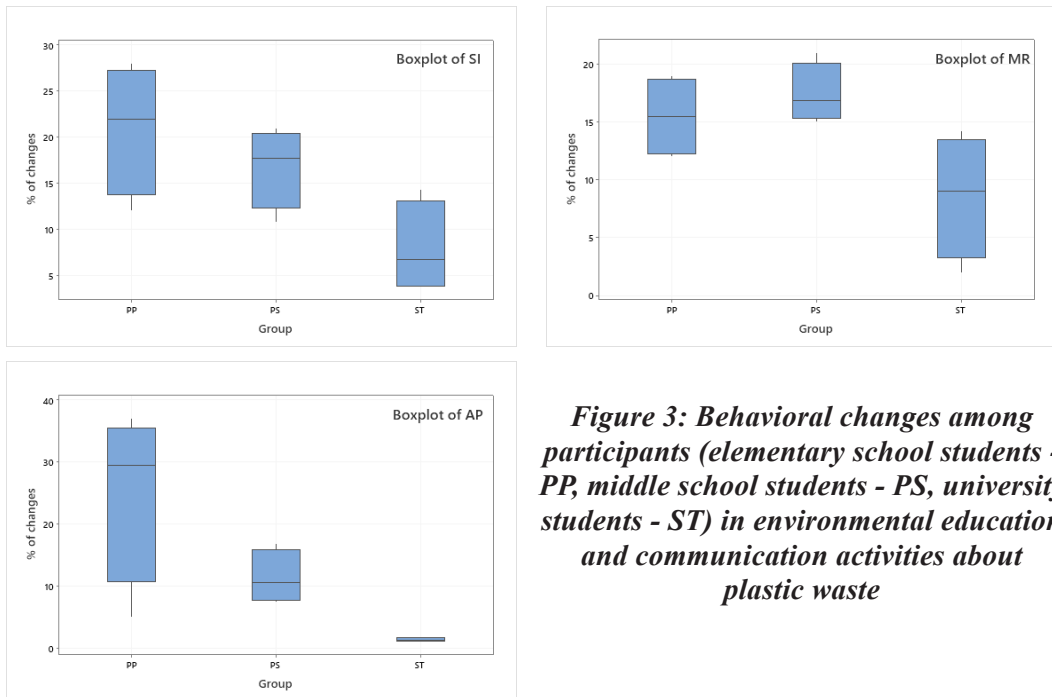 Boxplot of SI
30
25
20
15
10
5
% of changes
PP
PS
ST
Group
Boxplot of MR
20
15
10
5
0
% of changes
PP
PS
ST
Group
Boxplot of AP
40
30
20
10
0
% of changes
PP
PS
ST
Group
Figure 3: Behavioral changes among
participants (elementary school students -
PP, middle school students - PS, university
students - ST) in environmental education
and communication activities about
plastic waste